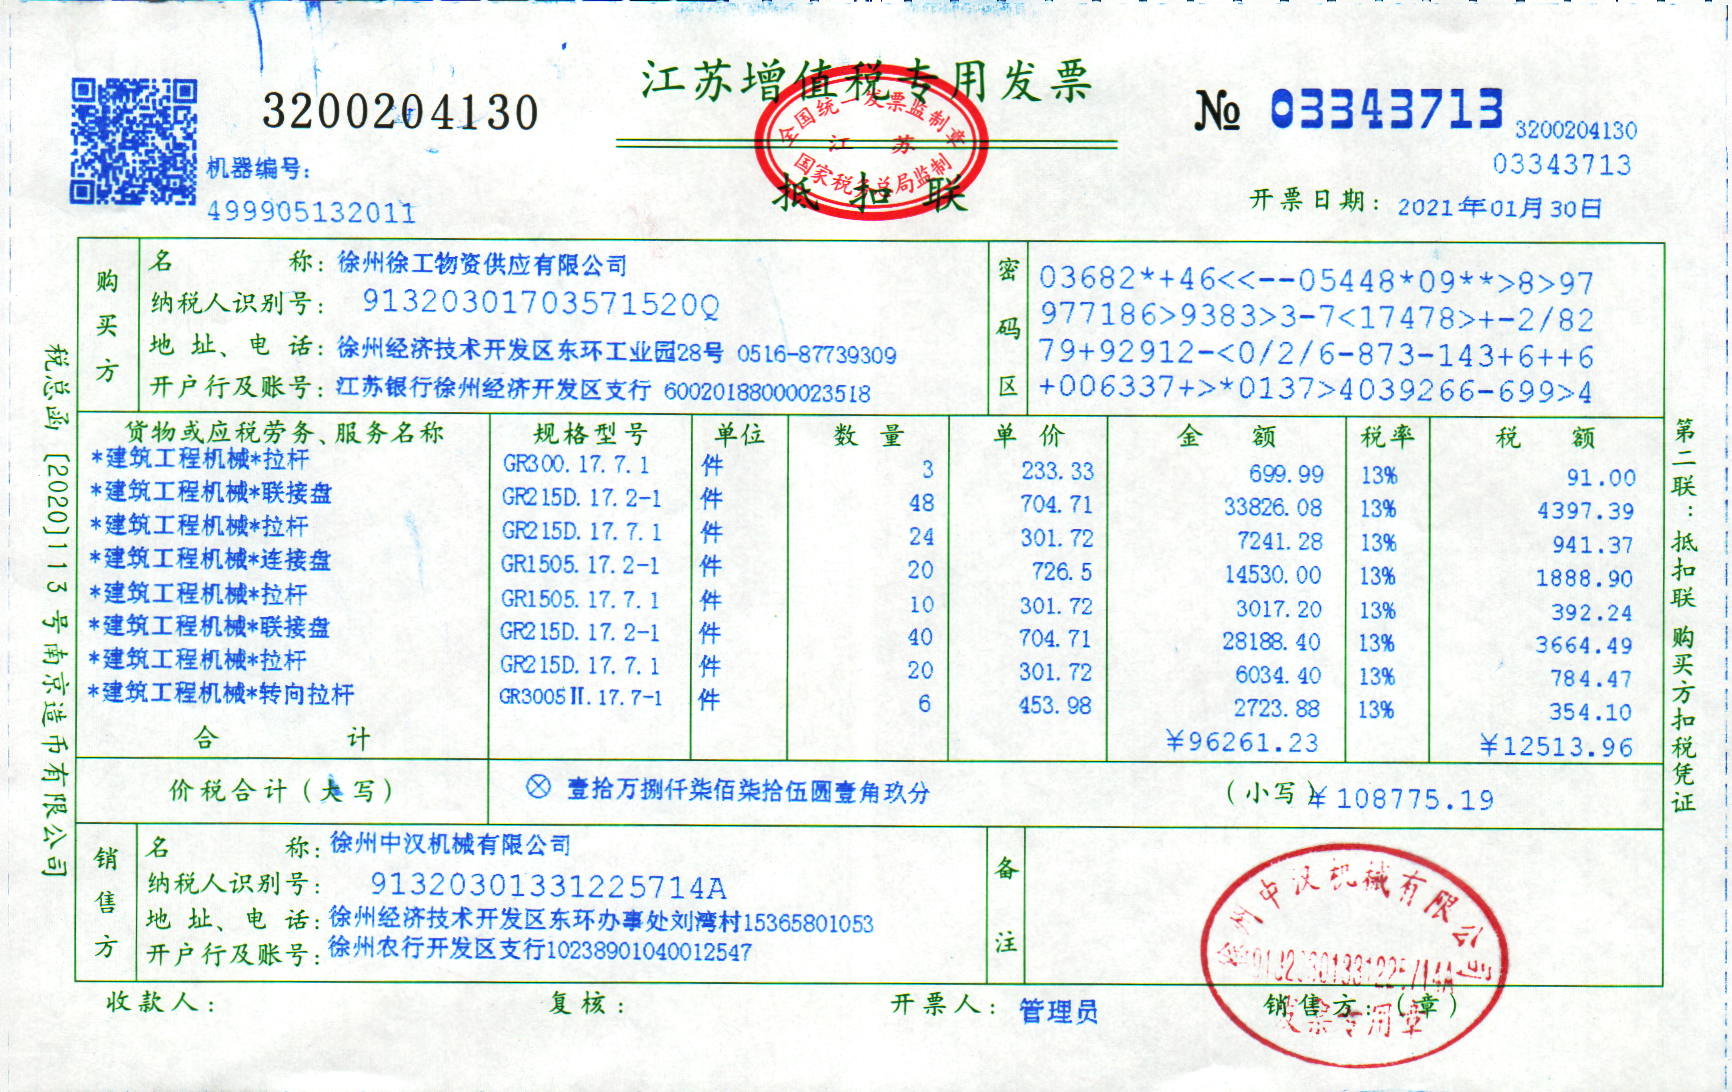 江苏增值税专用发票
3200204130
№ 03343713
3200204130
03343713
全国统一发票监制章
江苏
国家税务总局监制
抵扣联
机器编号:
499905132011
开票日期: 2021年01月30日
购买方
名称: 徐州徐工物资供应有限公司
纳税人识别号: 91320301703571520Q
地址、电话: 徐州经济技术开发区东环工业园28号 0516-87739309
开户行及账号: 江苏银行徐州经济开发区支行 60020188000023518
密码区
03682*+46<<--05448*09**>8>97
977186>9383>3-7<17478>+-2/82
79+92912-<0/2/6-873-143+6++6
+006337+>*0137>4039266-699>4
货物或应税劳务、服务名称 规格型号 单位 数量 单价 金额 税率 税额
*建筑工程机械*拉杆 GR300.17.7.1 件 3 233.33 699.99 13% 91.00
*建筑工程机械*联接盘 GR215D.17.2-1 件 48 704.71 33826.08 13% 4397.39
*建筑工程机械*拉杆 GR215D.17.7.1 件 24 301.72 7241.28 13% 941.37
*建筑工程机械*连接盘 GR1505.17.2-1 件 20 726.5 14530.00 13% 1888.90
*建筑工程机械*拉杆 GR1505.17.7.1 件 10 301.72 3017.20 13% 392.24
*建筑工程机械*联接盘 GR215D.17.2-1 件 40 704.71 28188.40 13% 3664.49
*建筑工程机械*拉杆 GR215D.17.7.1 件 20 301.72 6034.40 13% 784.47
*建筑工程机械*转向拉杆 GR3005Ⅱ.17.7-1 件 6 453.98 2723.88 13% 354.10
合计 ¥96261.23 ¥12513.96
价税合计(大写) ⊗ 壹拾万捌仟柒佰柒拾伍圆壹角玖分 (小写) ¥108775.19
销售方
名称: 徐州中汉机械有限公司
纳税人识别号: 91320301331225714A
地址、电话: 徐州经济技术开发区东环办事处刘湾村15365801053
开户行及账号: 徐州农行开发区支行10238901040012547
备注
徐州中汉机械有限公司
91320301331225714A
发票专用章
收款人: 复核: 开票人: 管理员 销售方:(章)
税总函[2020]113号南京造币有限公司
第二联:抵扣联 购买方扣税凭证